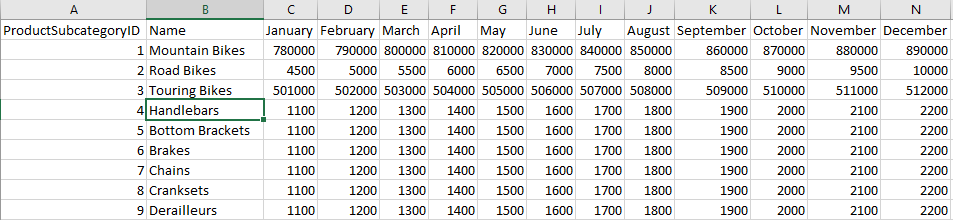 A B C D E F G H I J K L M N
ProductSubcategoryID Name January February March April May June July August September October November December
1 Mountain Bikes 780000 790000 800000 810000 820000 830000 840000 850000 860000 870000 880000 890000
2 Road Bikes 4500 5000 5500 6000 6500 7000 7500 8000 8500 9000 9500 10000
3 Touring Bikes 501000 502000 503000 504000 505000 506000 507000 508000 509000 510000 511000 512000
4 Handlebars 1100 1200 1300 1400 1500 1600 1700 1800 1900 2000 2100 2200
5 Bottom Brackets 1100 1200 1300 1400 1500 1600 1700 1800 1900 2000 2100 2200
6 Brakes 1100 1200 1300 1400 1500 1600 1700 1800 1900 2000 2100 2200
7 Chains 1100 1200 1300 1400 1500 1600 1700 1800 1900 2000 2100 2200
8 Cranksets 1100 1200 1300 1400 1500 1600 1700 1800 1900 2000 2100 2200
9 Derailleurs 1100 1200 1300 1400 1500 1600 1700 1800 1900 2000 2100 2200